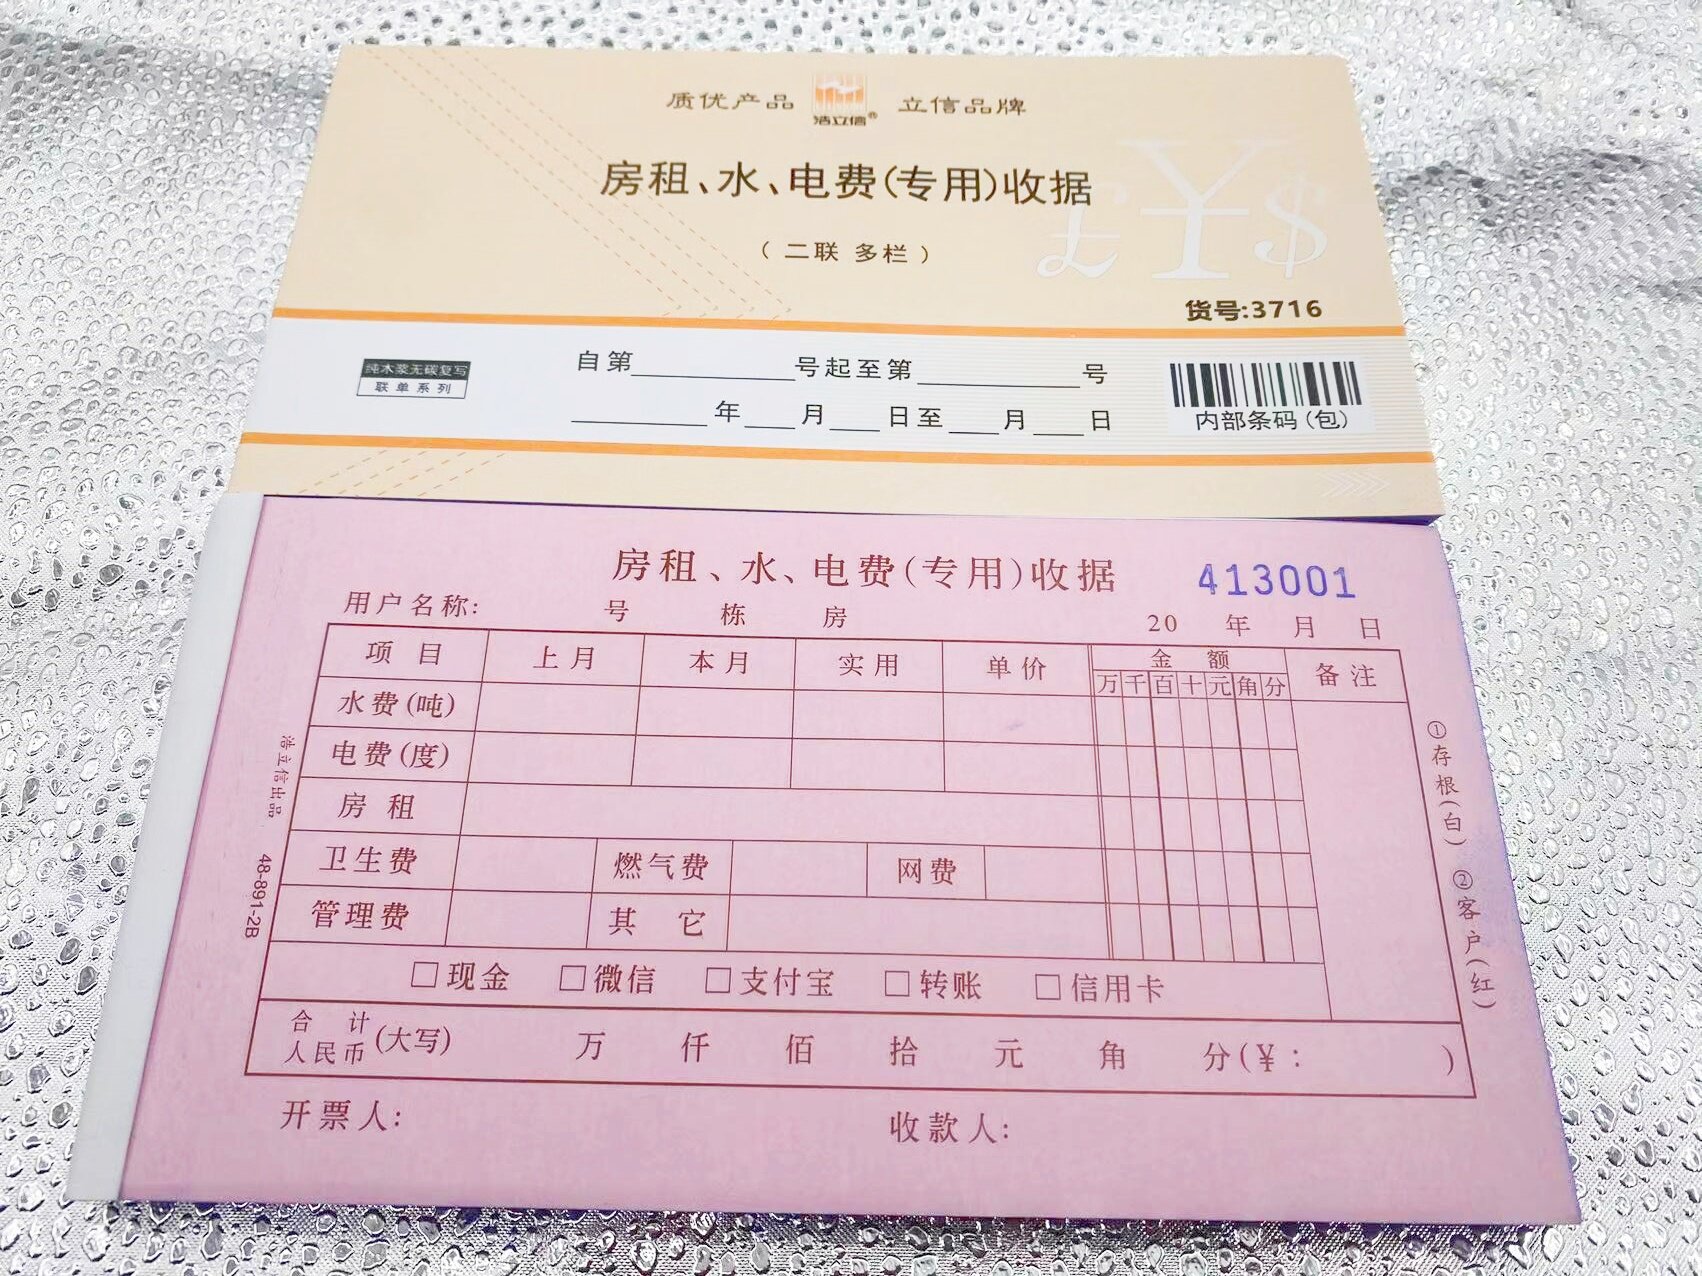 质优产品 浩立信® 立信品牌
房租、水、电费(专用)收据
（二联 多栏）
£¥$
货号:3716
纯木浆无碳复写
联单系列
自第 号起至第 号
年 月 日至 月 日
内部条码(包)
房租、水、电费(专用)收据 413001
用户名称: 号 栋 房 20 年 月 日
项目 上月 本月 实用 单价 金额 备注
万千百十元角分
水费(吨)
电费(度)
房租
卫生费 燃气费 网费
管理费 其它
□现金 □微信 □支付宝 □转账 □信用卡
合计
人民币 (大写) 万 仟 佰 拾 元 角 分(¥: )
开票人: 收款人:
浩立信出品 48-891-2B
①存根(白) ②客户(红)